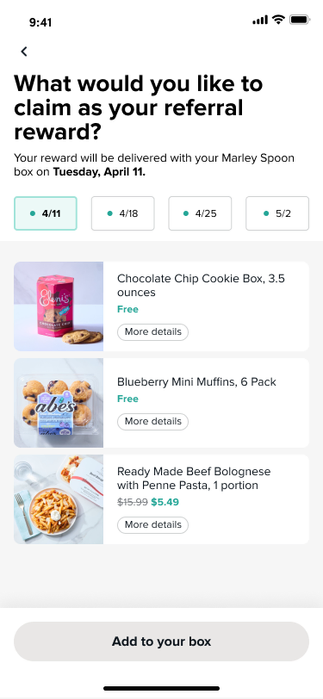 9:41
What would you like to
claim as your referral
reward?
Your reward will be delivered with your Marley Spoon
box on Tuesday, April 11.
4/11
4/18
4/25
5/2
Eleni's
Chocolate Chip Cookie Box, 3.5
ounces
Free
More details
abe's
Blueberry Mini Muffins, 6 Pack
Free
More details
Ready Made Beef Bolognese
with Penne Pasta, 1 portion
$15.99 $5.49
More details
Add to your box